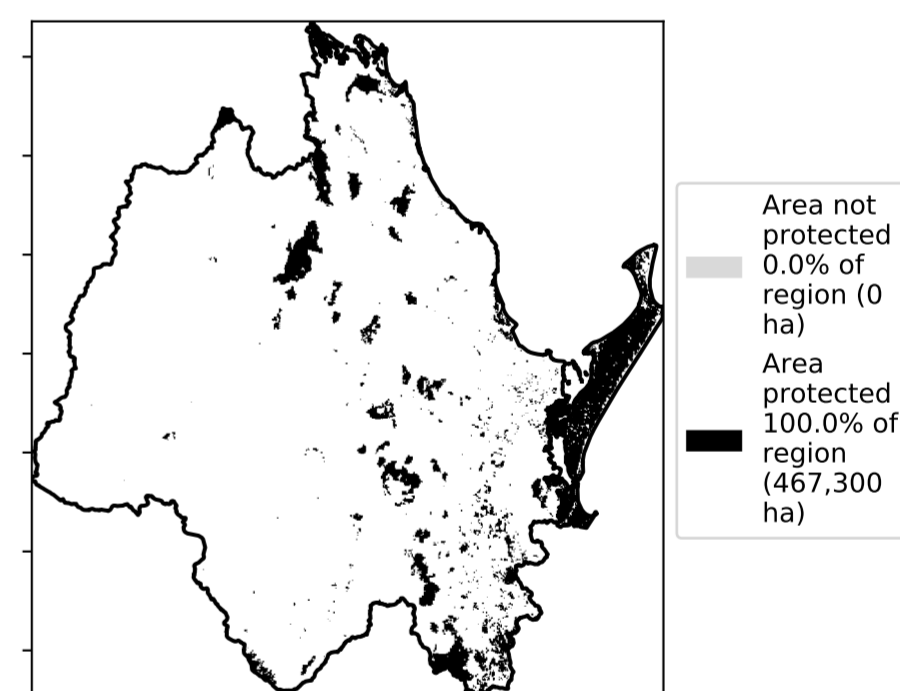 Area not
protected
0.0% of
region (0
ha)
Area
protected
100.0% of
region
(467,300
ha)